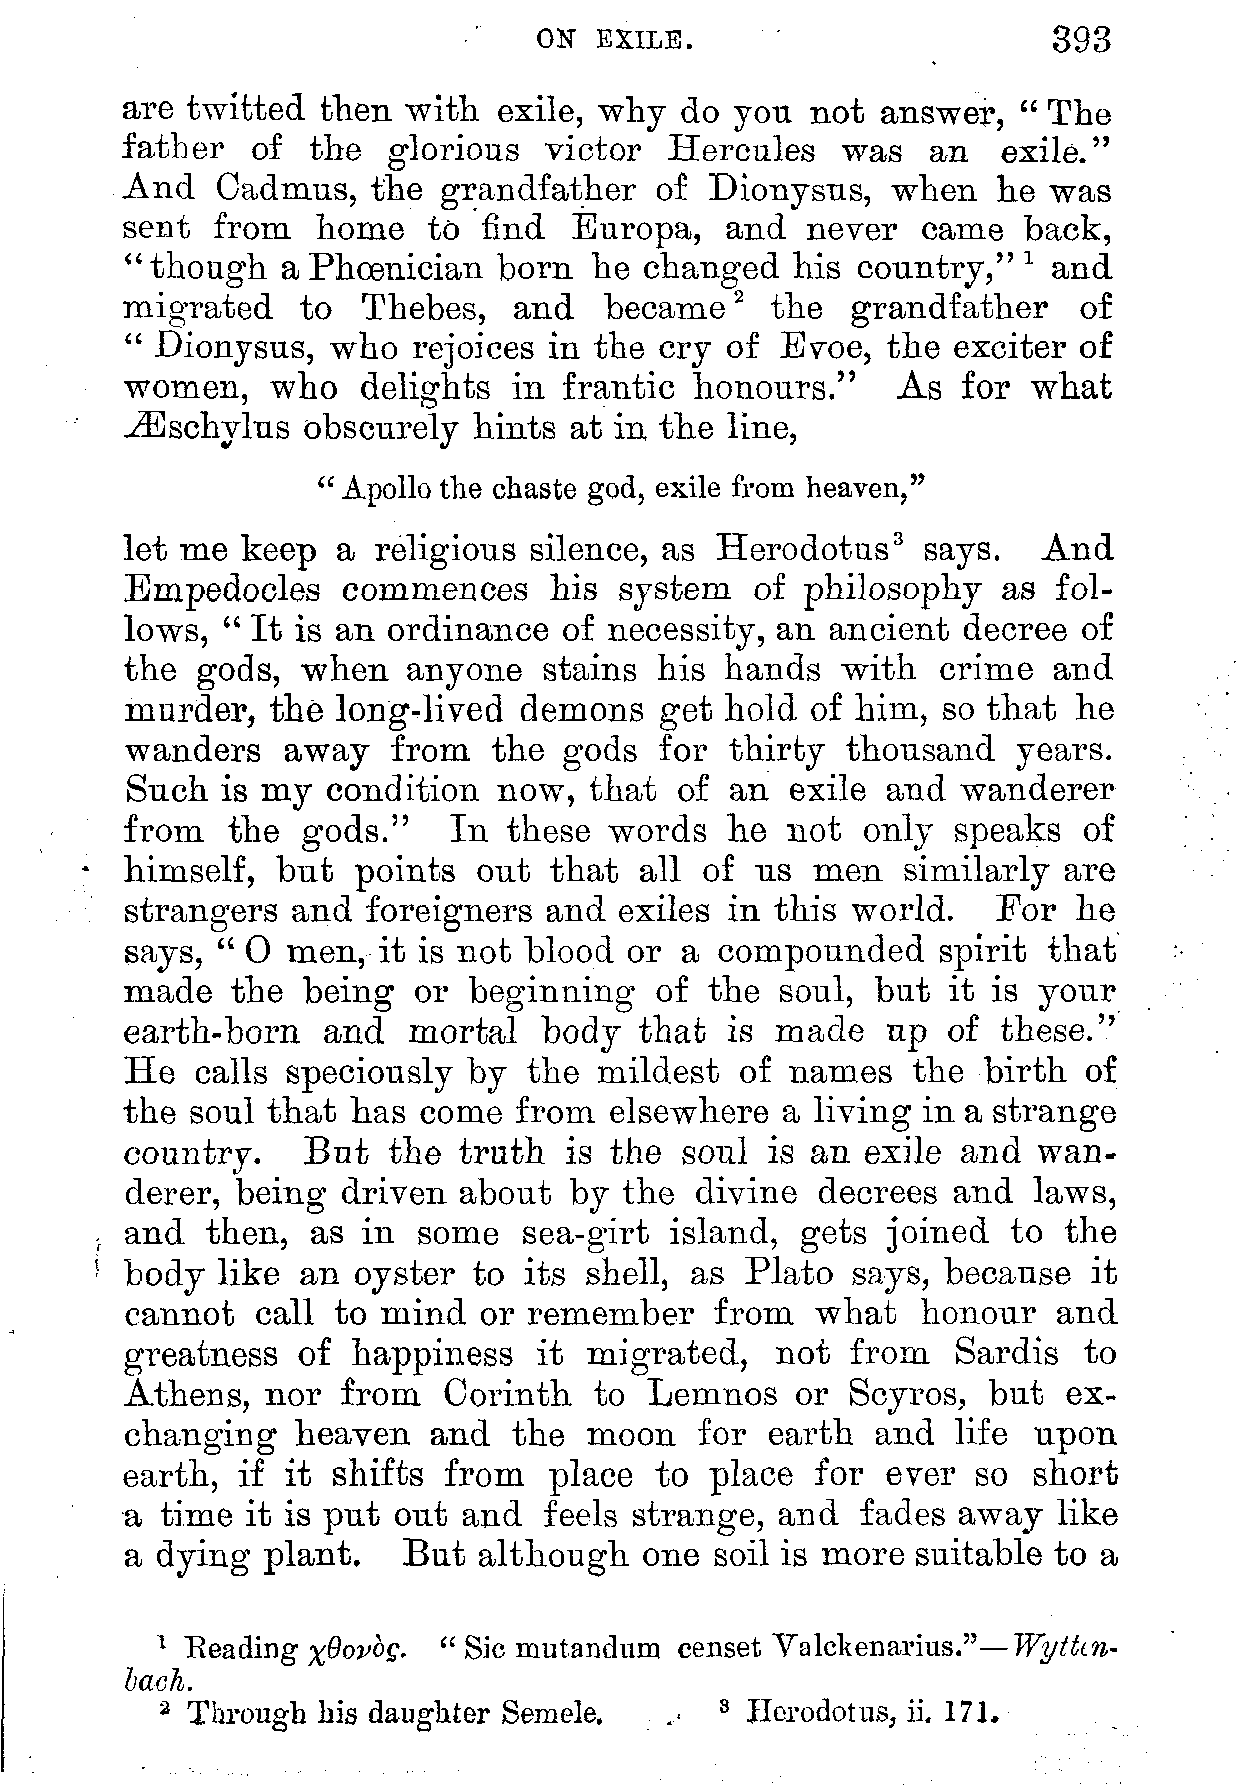 ON EXILE. 393
are twitted then with exile, why do you not answer, “ The
father of the glorious victor Hercules was an exile.”
And Cadmus, the grandfather of Dionysus, when he was
sent from home to find Europa, and never came back,
“ though a Phœnician born he changed his country,” ¹ and
migrated to Thebes, and became ² the grandfather of
“ Dionysus, who rejoices in the cry of Evoe, the exciter of
women, who delights in frantic honours.” As for what
Æschylus obscurely hints at in the line,
“ Apollo the chaste god, exile from heaven,”
let me keep a religious silence, as Herodotus ³ says. And
Empedocles commences his system of philosophy as fol-
lows, “ It is an ordinance of necessity, an ancient decree of
the gods, when anyone stains his hands with crime and
murder, the long-lived demons get hold of him, so that he
wanders away from the gods for thirty thousand years.
Such is my condition now, that of an exile and wanderer
from the gods.” In these words he not only speaks of
himself, but points out that all of us men similarly are
strangers and foreigners and exiles in this world. For he
says, “ O men, it is not blood or a compounded spirit that
made the being or beginning of the soul, but it is your
earth-born and mortal body that is made up of these.”
He calls speciously by the mildest of names the birth of
the soul that has come from elsewhere a living in a strange
country. But the truth is the soul is an exile and wan-
derer, being driven about by the divine decrees and laws,
and then, as in some sea-girt island, gets joined to the
body like an oyster to its shell, as Plato says, because it
cannot call to mind or remember from what honour and
greatness of happiness it migrated, not from Sardis to
Athens, nor from Corinth to Lemnos or Scyros, but ex-
changing heaven and the moon for earth and life upon
earth, if it shifts from place to place for ever so short
a time it is put out and feels strange, and fades away like
a dying plant. But although one soil is more suitable to a
¹ Reading χθονὸς. “ Sic mutandum censet Valckenarius.”—Wytten-
bach.
² Through his daughter Semele. ³ Herodotus, ii. 171.